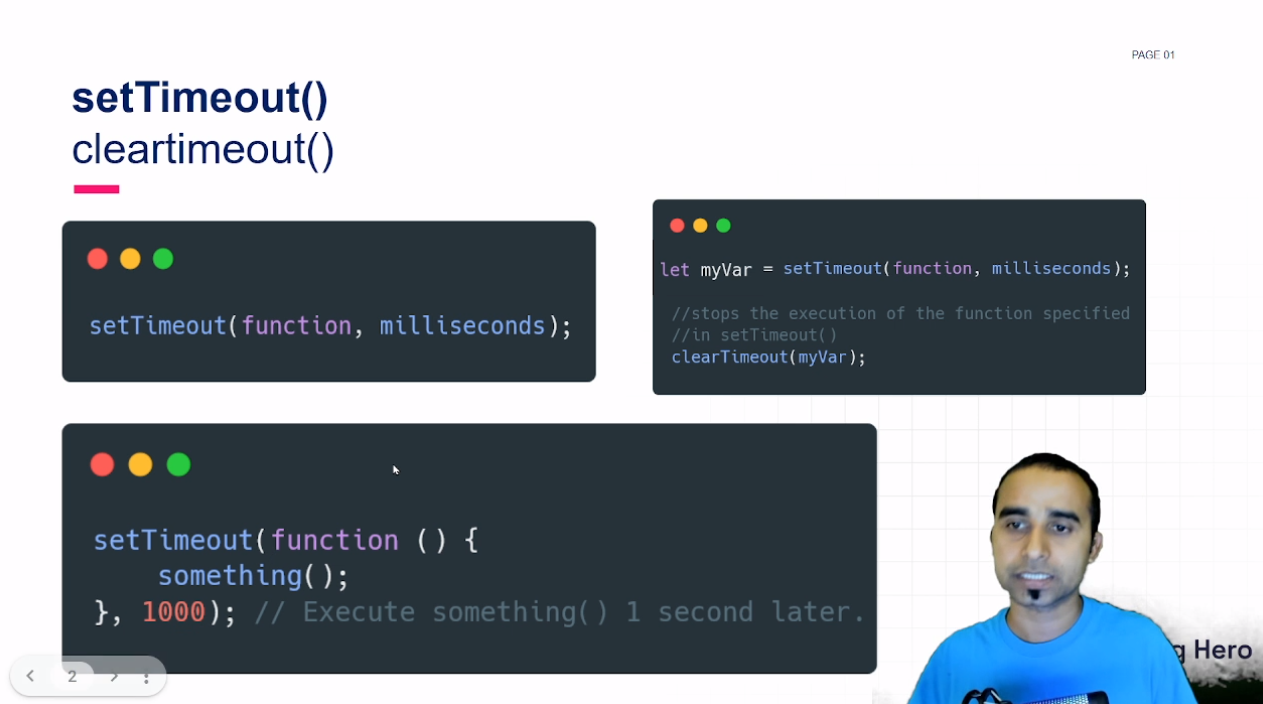 PAGE 01
setTimeout()
cleartimeout()
setTimeout(function, milliseconds);
let myVar = setTimeout(function, milliseconds);
//stops the execution of the function specified
//in setTimeout()
clearTimeout(myVar);
setTimeout(function () {
something();
}, 1000); // Execute something() 1 second later.
2
Hero